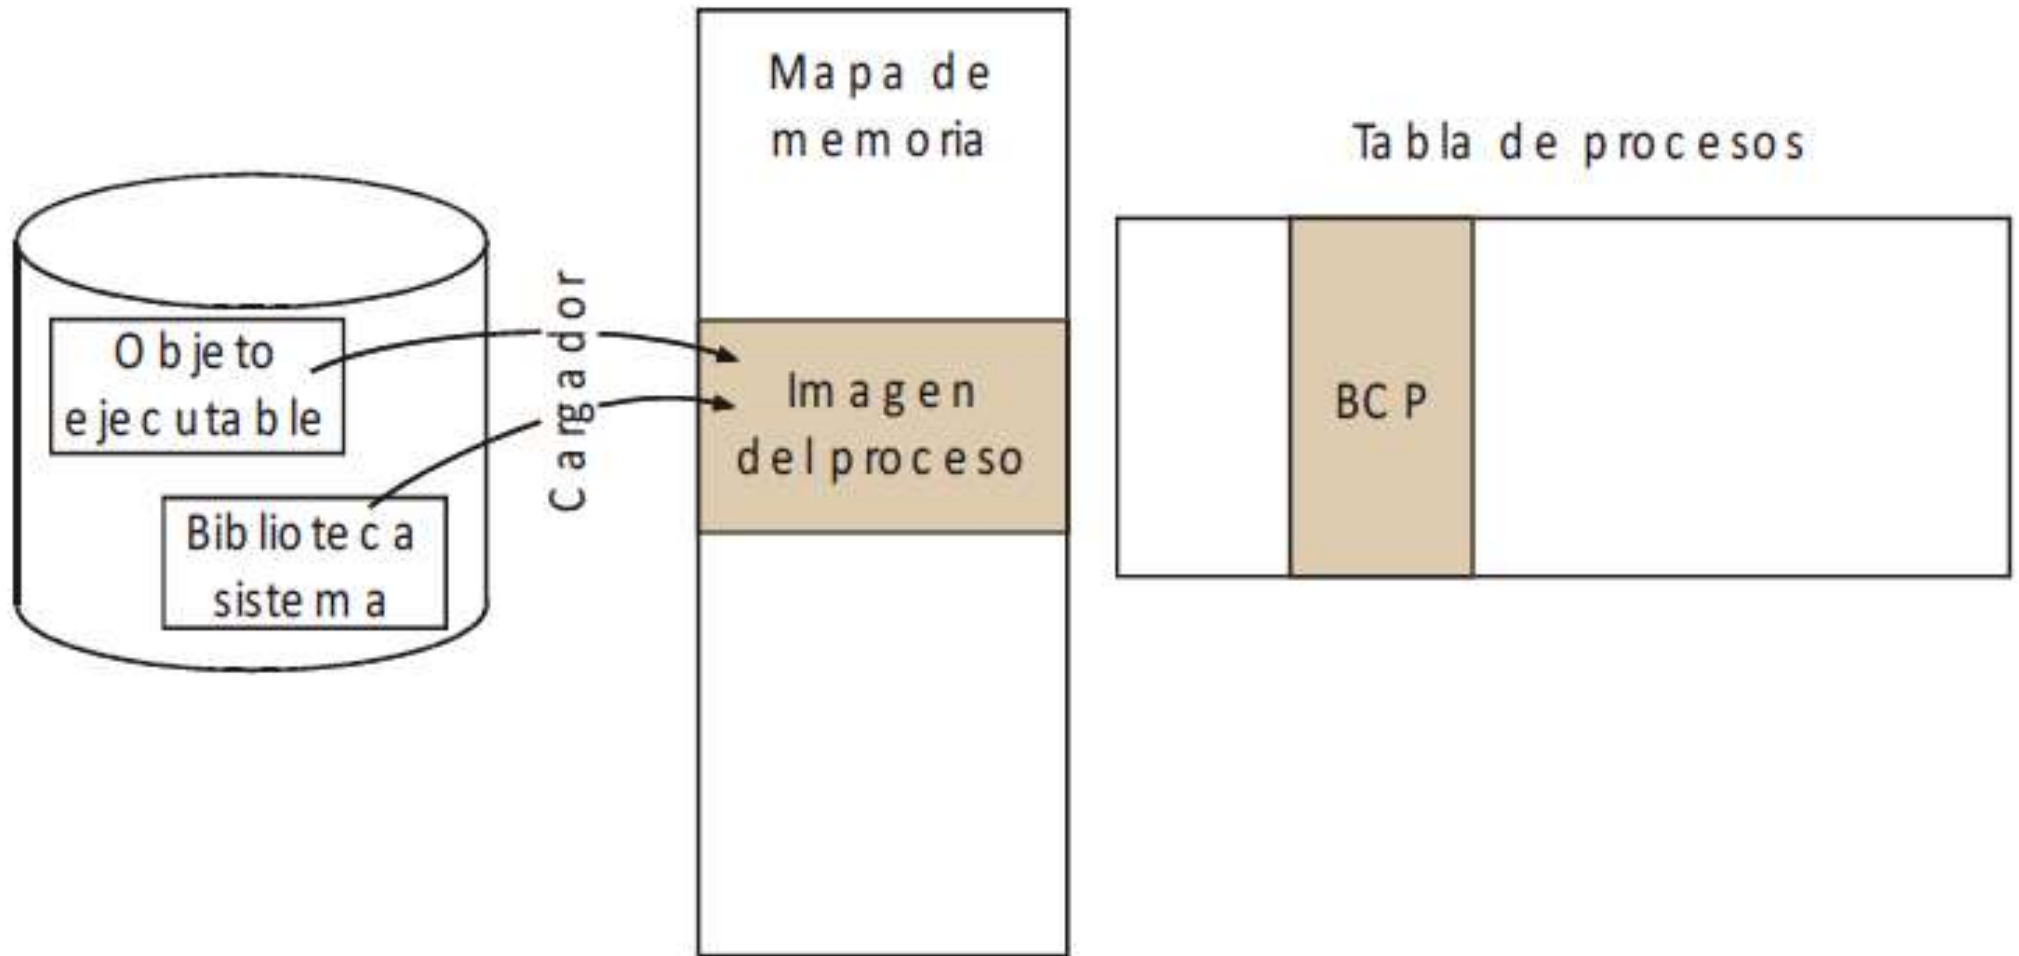 Objeto
ejecutable
Biblioteca
sistema
Cargador
Mapa de
memoria
Imagen
del proceso
Tabla de procesos
BCP